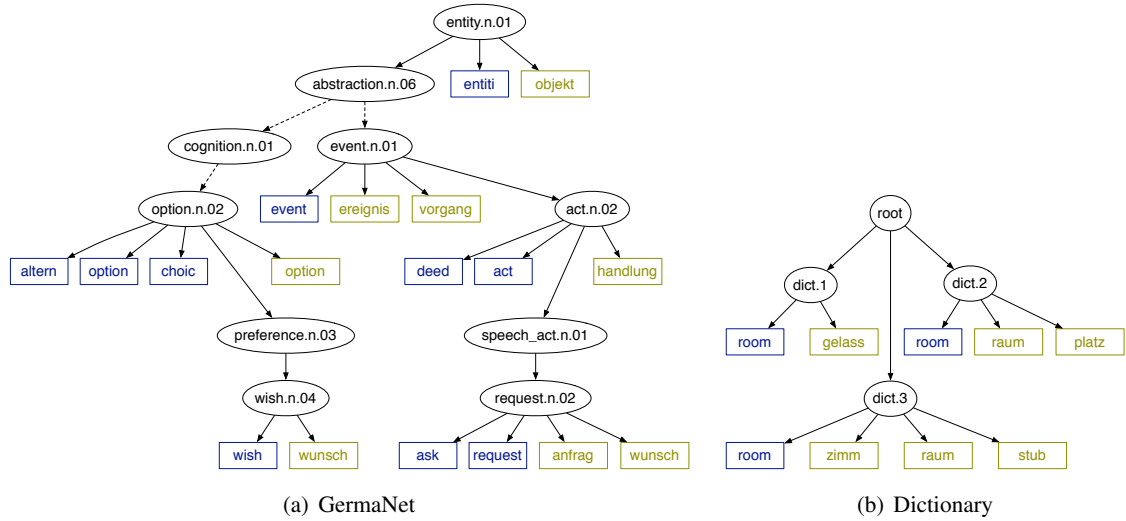 entity.n.01
abstraction.n.06 entiti objekt
cognition.n.01 event.n.01
option.n.02 event ereignis vorgang act.n.02
altern option choic option deed act handlung
preference.n.03 speech_act.n.01
wish.n.04 request.n.02
wish wunsch ask request anfrag wunsch
(a) GermaNet
root
dict.1 dict.2
room gelass room raum platz
dict.3
room zimm raum stub
(b) Dictionary